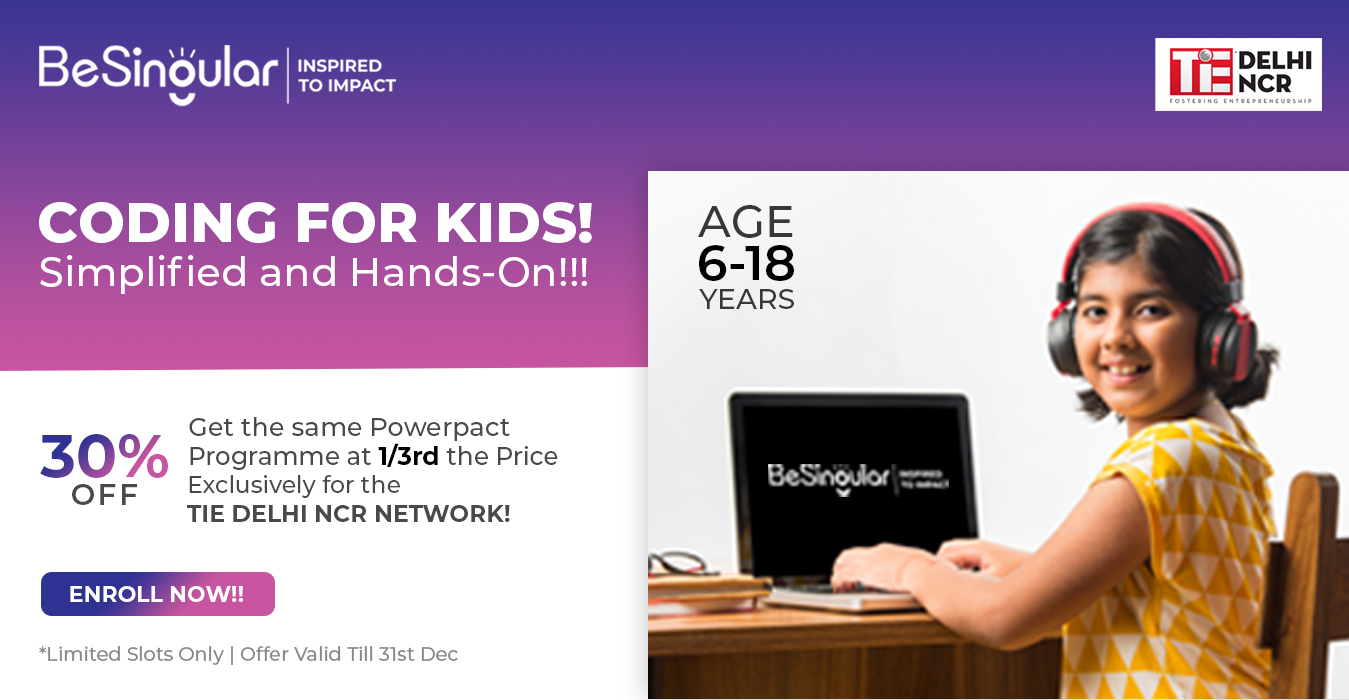 BeSingular
INSPIRED
TO IMPACT
TiE DELHI
NCR
FOSTERING ENTREPRENEURSHIP
CODING FOR KIDS!
Simplified and Hands-On!!!
AGE
6-18
YEARS
30%
OFF
Get the same Powerpact
Programme at 1/3rd the Price
Exclusively for the
TIE DELHI NCR NETWORK!
BeSingular
INSPIRED
TO IMPACT
ENROLL NOW!!
*Limited Slots Only | Offer Valid Till 31st Dec